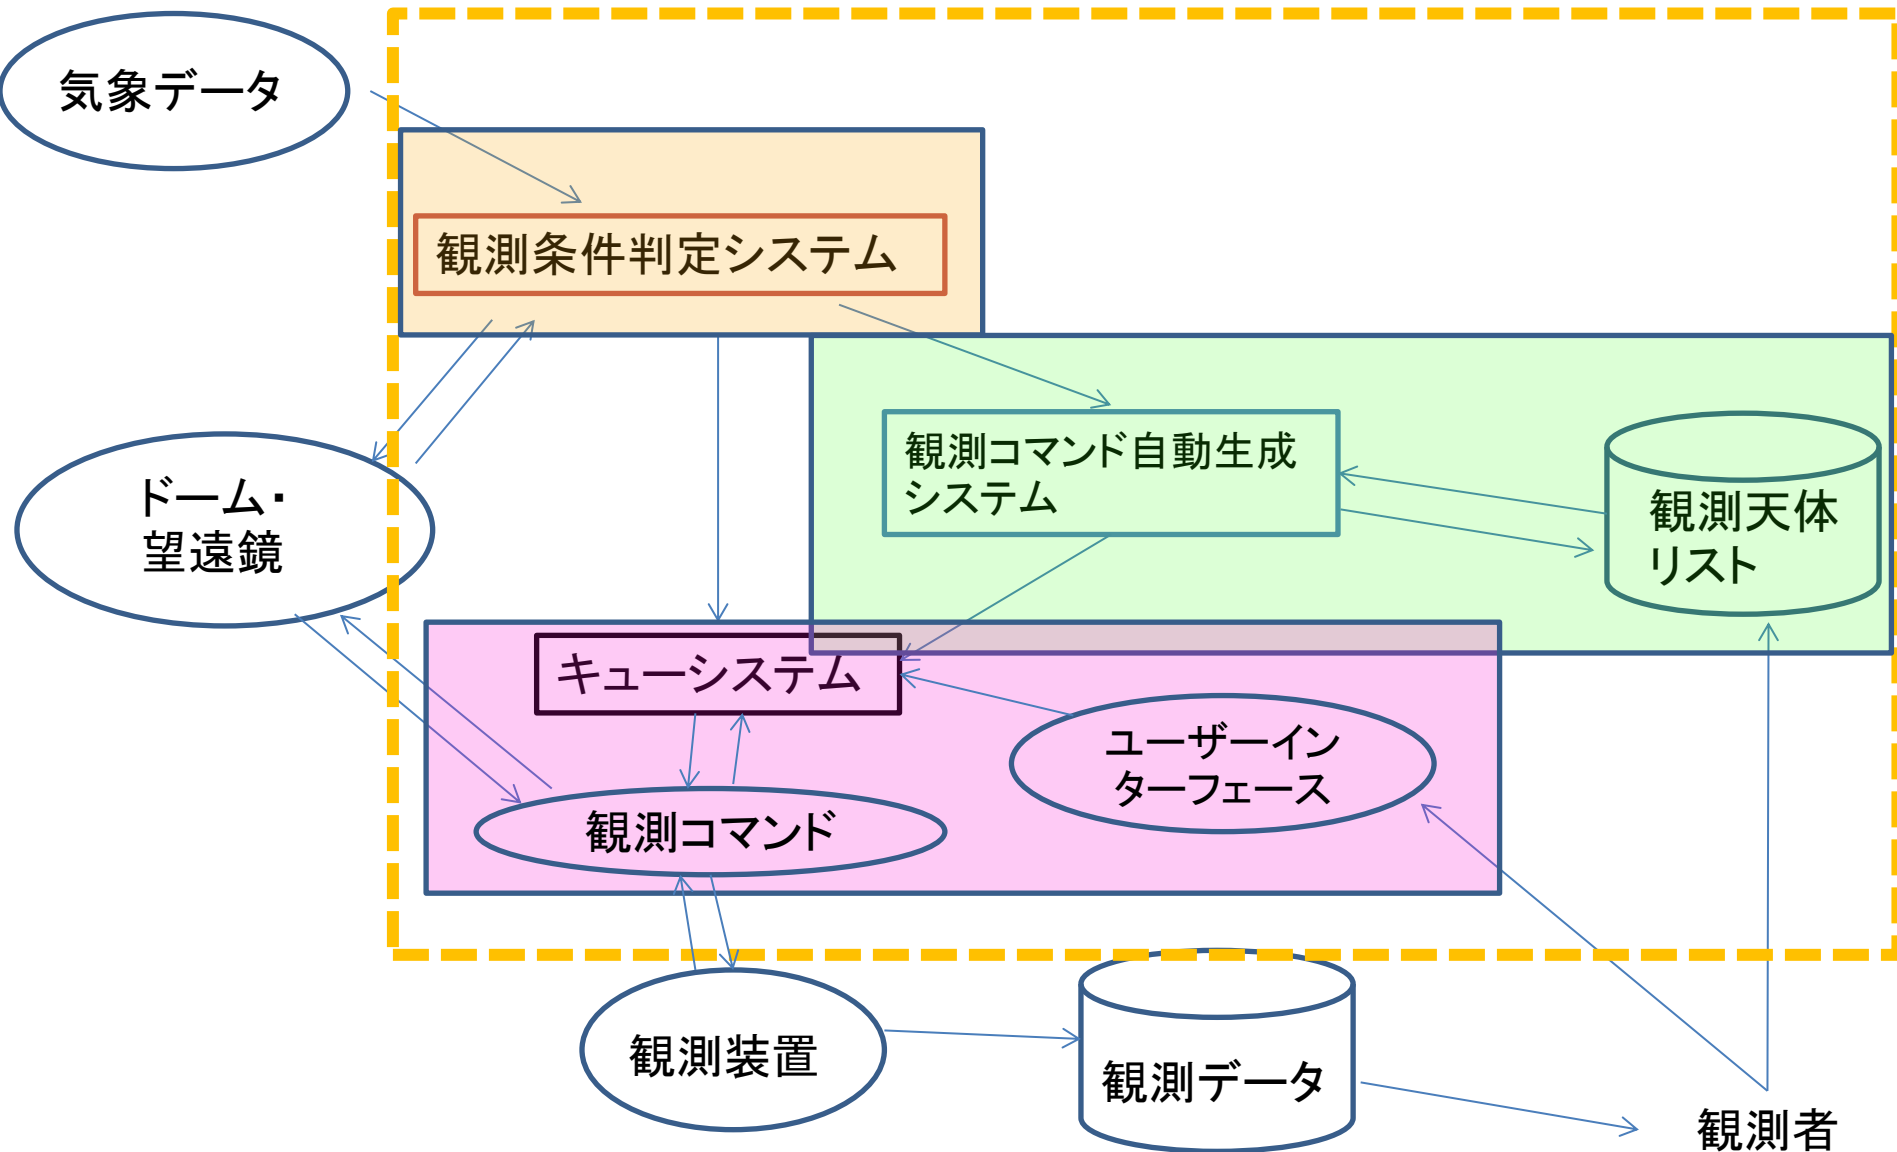 気象データ
観測条件判定システム
観測コマンド自動生成
システム
観測天体
リスト
ドーム・
望遠鏡
キューシステム
ユーザーイン
ターフェース
観測コマンド
観測装置
観測データ
観測者